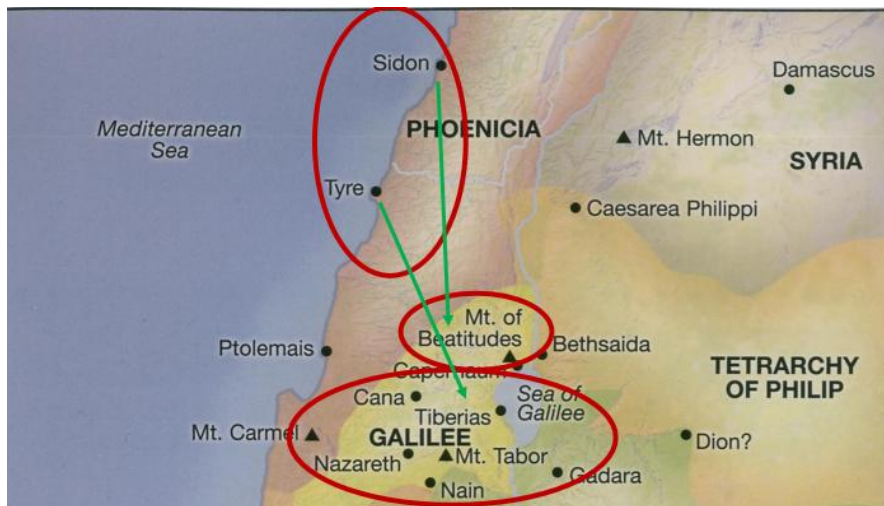 Sidon
Damascus
Mediterranean
Sea
PHOENICIA
Mt. Hermon
SYRIA
Tyre
Caesarea Philippi
Mt. of
Beatitudes
Ptolemais
Bethsaida
Capernaum
TETRARCHY
OF PHILIP
Cana
Sea of
Galilee
Tiberias
Mt. Carmel
GALILEE
Dion?
Nazareth
Mt. Tabor
Gadara
Nain